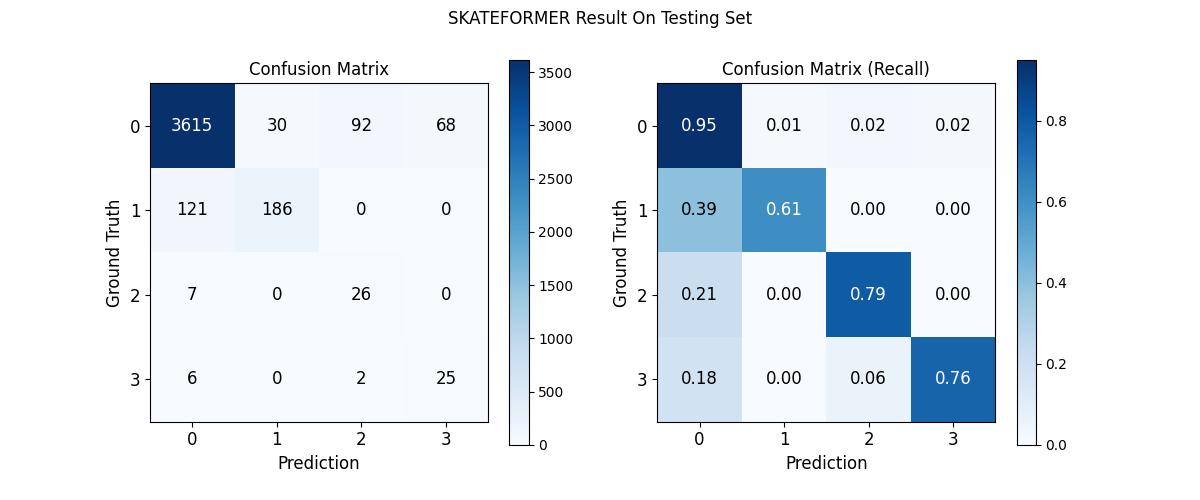 SKATEFORMER Result On Testing Set
Confusion Matrix
Ground Truth
0 3615 30 92 68
1 121 186 0 0
2 7 0 26 0
3 6 0 2 25
0 1 2 3
Prediction
3500
3000
2500
2000
1500
1000
500
0
Confusion Matrix (Recall)
Ground Truth
0 0.95 0.01 0.02 0.02
1 0.39 0.61 0.00 0.00
2 0.21 0.00 0.79 0.00
3 0.18 0.00 0.06 0.76
0 1 2 3
Prediction
0.8
0.6
0.4
0.2
0.0